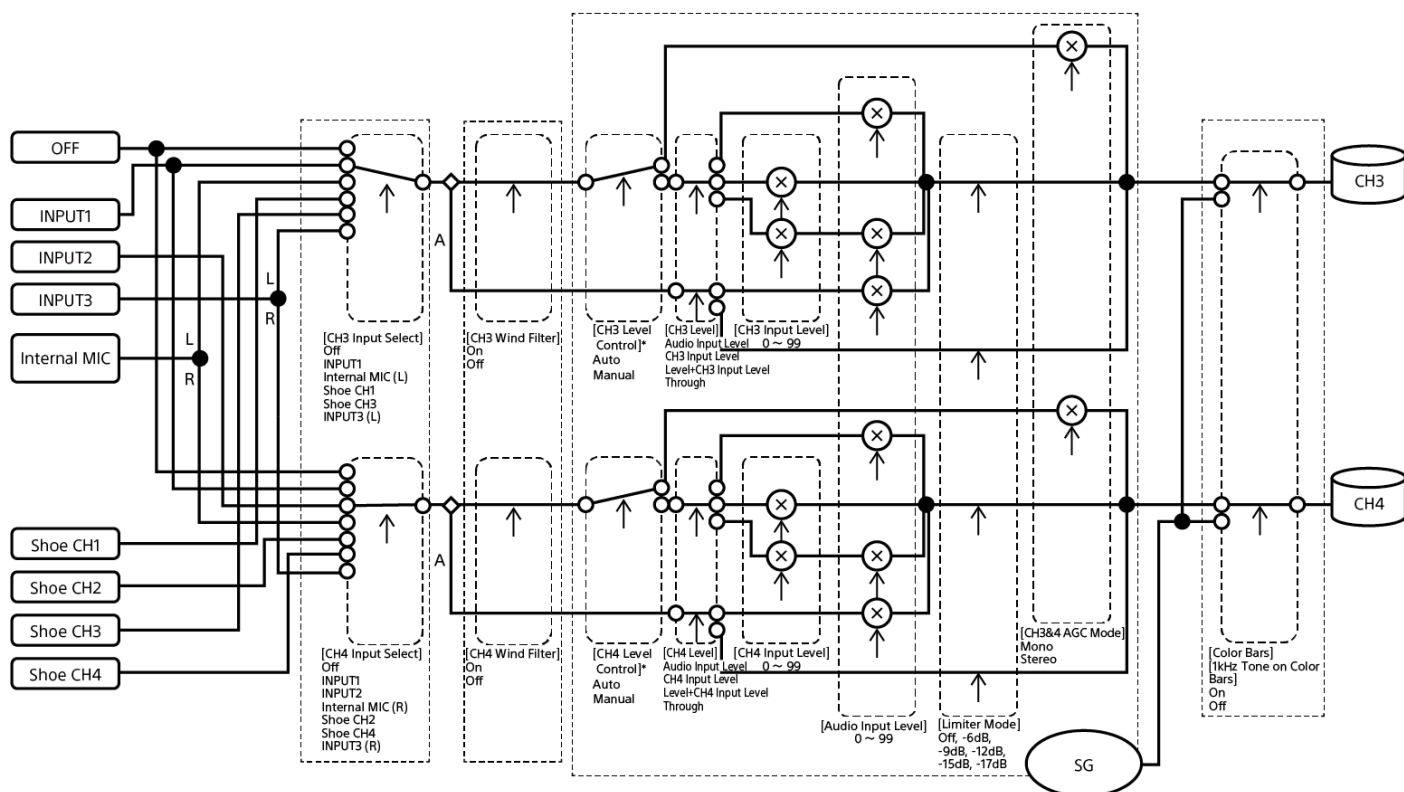 OFF
INPUT1
INPUT2
INPUT3
Internal MIC
Shoe CH1
Shoe CH2
Shoe CH3
Shoe CH4
L
R
L
R
[CH3 Input Select]
Off
INPUT1
Internal MIC (L)
Shoe CH1
Shoe CH3
INPUT3 (L)
A
[CH3 Wind Filter]
On
Off
[CH3 Level
Control]*
Auto
Manual
[CH3 Level]
Audio Input Level
CH3 Input Level
Level+CH3 Input Level
Through
[CH3 Input Level]
0 ~ 99
CH3
[CH4 Input Select]
Off
INPUT1
INPUT2
Internal MIC (R)
Shoe CH2
Shoe CH4
INPUT3 (R)
A
[CH4 Wind Filter]
On
Off
[CH4 Level
Control]*
Auto
Manual
[CH4 Level]
Audio Input Level
CH4 Input Level
Level+CH4 Input Level
Through
[CH4 Input Level]
0 ~ 99
[Audio Input Level]
0 ~ 99
[Limiter Mode]
Off, -6dB,
-9dB, -12dB,
-15dB, -17dB
[CH3&4 AGC Mode]
Mono
Stereo
SG
[Color Bars]
[1kHz Tone on Color
Bars]
On
Off
CH4